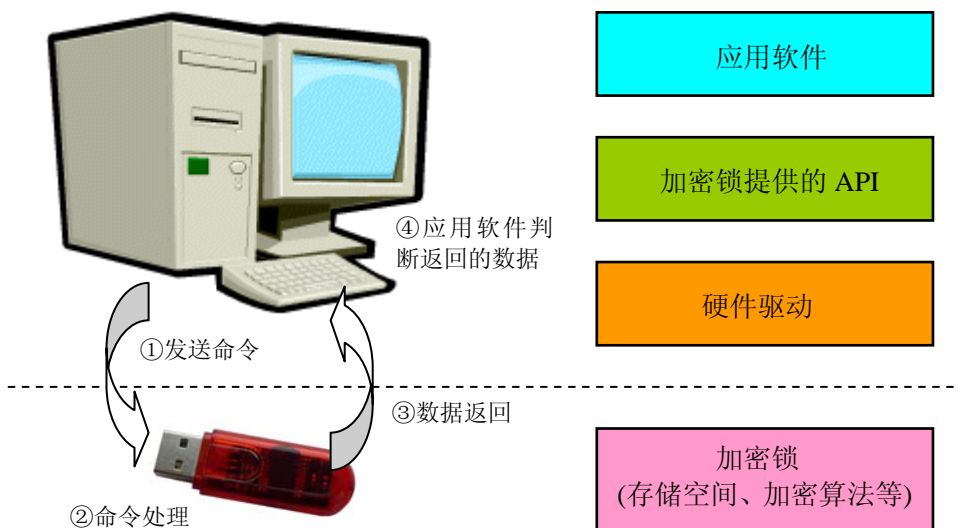 应用软件
加密锁提供的 API
④应用软件判
断返回的数据
硬件驱动
①发送命令
③数据返回
加密锁
(存储空间、加密算法等)
②命令处理